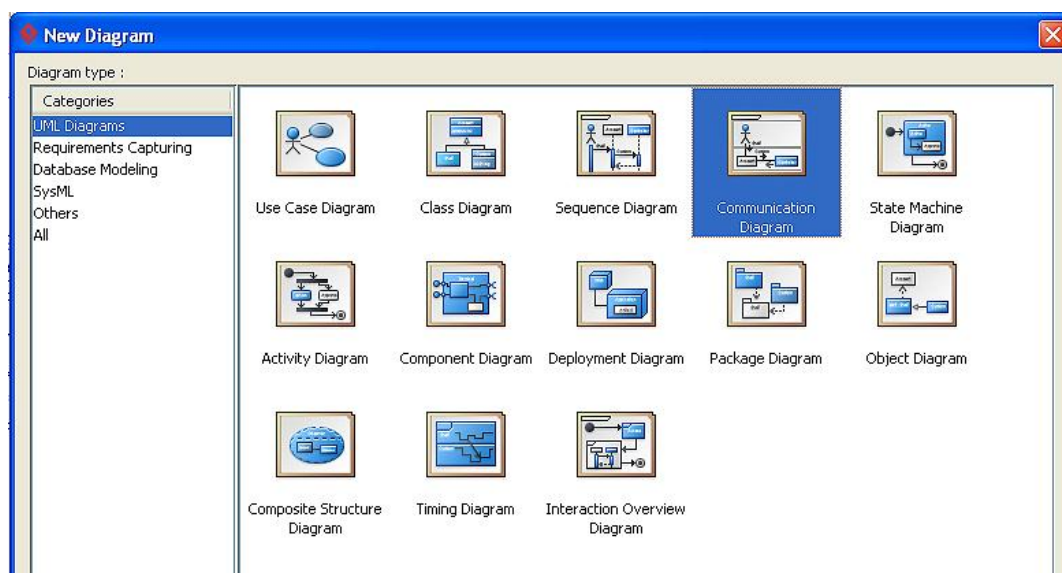 New Diagram
Diagram type :
Categories
UML Diagrams
Requirements Capturing
Database Modeling
SysML
Others
All
Use Case Diagram
Class Diagram
Sequence Diagram
Communication
Diagram
State Machine
Diagram
Activity Diagram
Component Diagram
Deployment Diagram
Package Diagram
Object Diagram
Composite Structure
Diagram
Timing Diagram
Interaction Overview
Diagram